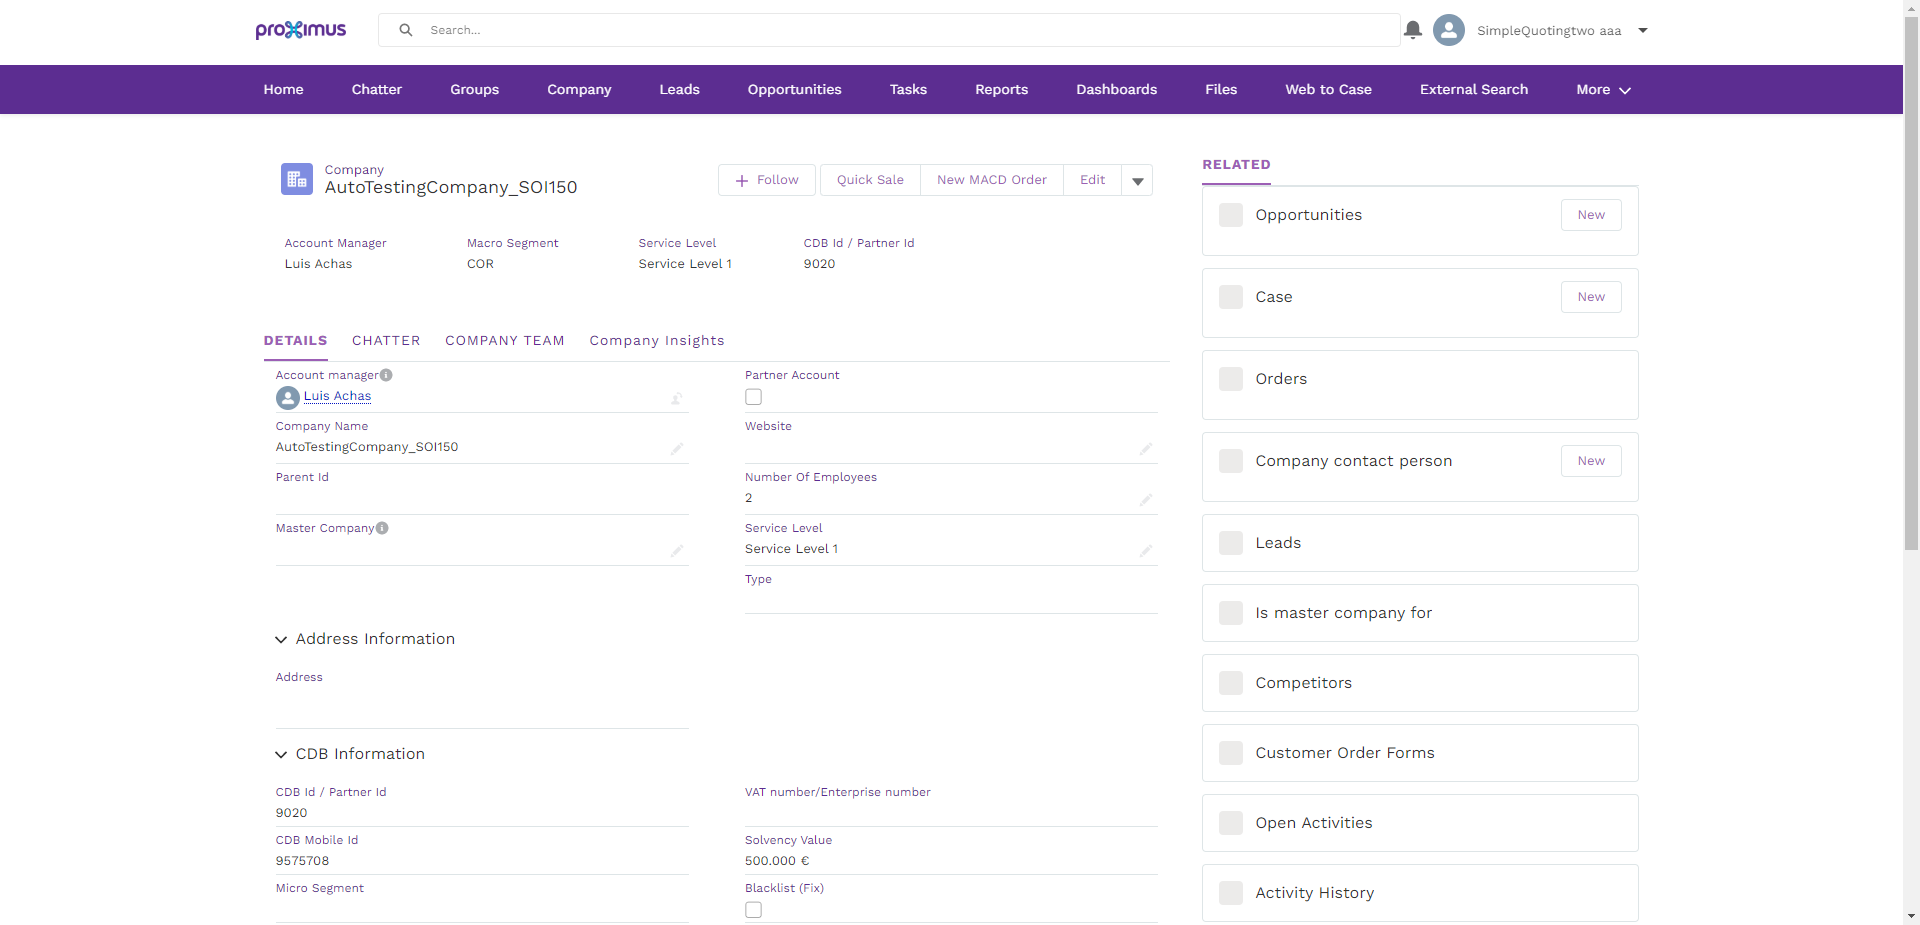 proximus
Search...
SimpleQuotingtwo aaa
Home
Chatter
Groups
Company
Leads
Opportunities
Tasks
Reports
Dashboards
Files
Web to Case
External Search
More
Company
AutoTestingCompany_SOI150
Follow
Quick Sale
New MACD Order
Edit
Account Manager
Luis Achas
Macro Segment
COR
Service Level
Service Level 1
CDB Id / Partner Id
9020
DETAILS
CHATTER
COMPANY TEAM
Company Insights
Account manager
Luis Achas
Company Name
AutoTestingCompany_SOI150
Parent Id
Master Company
Partner Account
Website
Number Of Employees
2
Service Level
Service Level 1
Type
Address Information
Address
CDB Information
CDB Id / Partner Id
9020
CDB Mobile Id
9575708
Micro Segment
VAT number/Enterprise number
Solvency Value
500.000 €
Blacklist (Fix)
RELATED
Opportunities
New
Case
New
Orders
Company contact person
New
Leads
Is master company for
Competitors
Customer Order Forms
Open Activities
Activity History